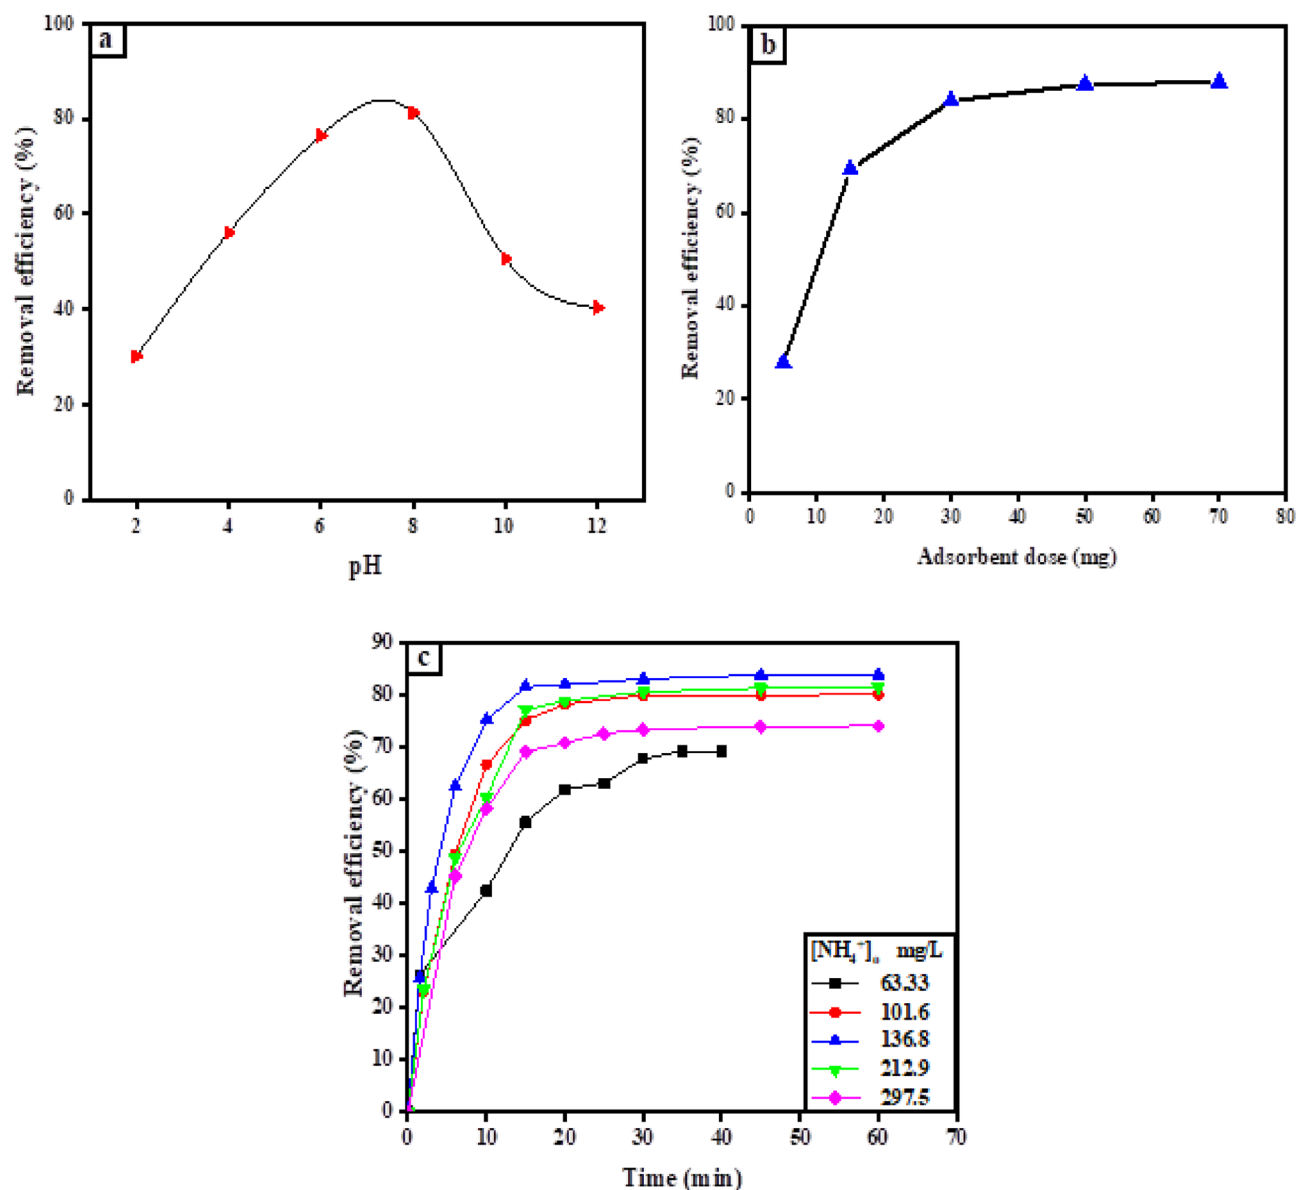 a
Removal efficiency (%)
100
80
60
40
20
0
2 4 6 8 10 12
pH
b
Removal efficiency (%)
100
80
60
40
20
0
0 10 20 30 40 50 60 70 80
Adsorbent dose (mg)
c
Removal efficiency (%)
90
80
70
60
50
40
30
20
10
0
0 10 20 30 40 50 60 70
Time (min)
[NH₄⁺]ₒ mg/L
63.33
101.6
136.8
212.9
297.5